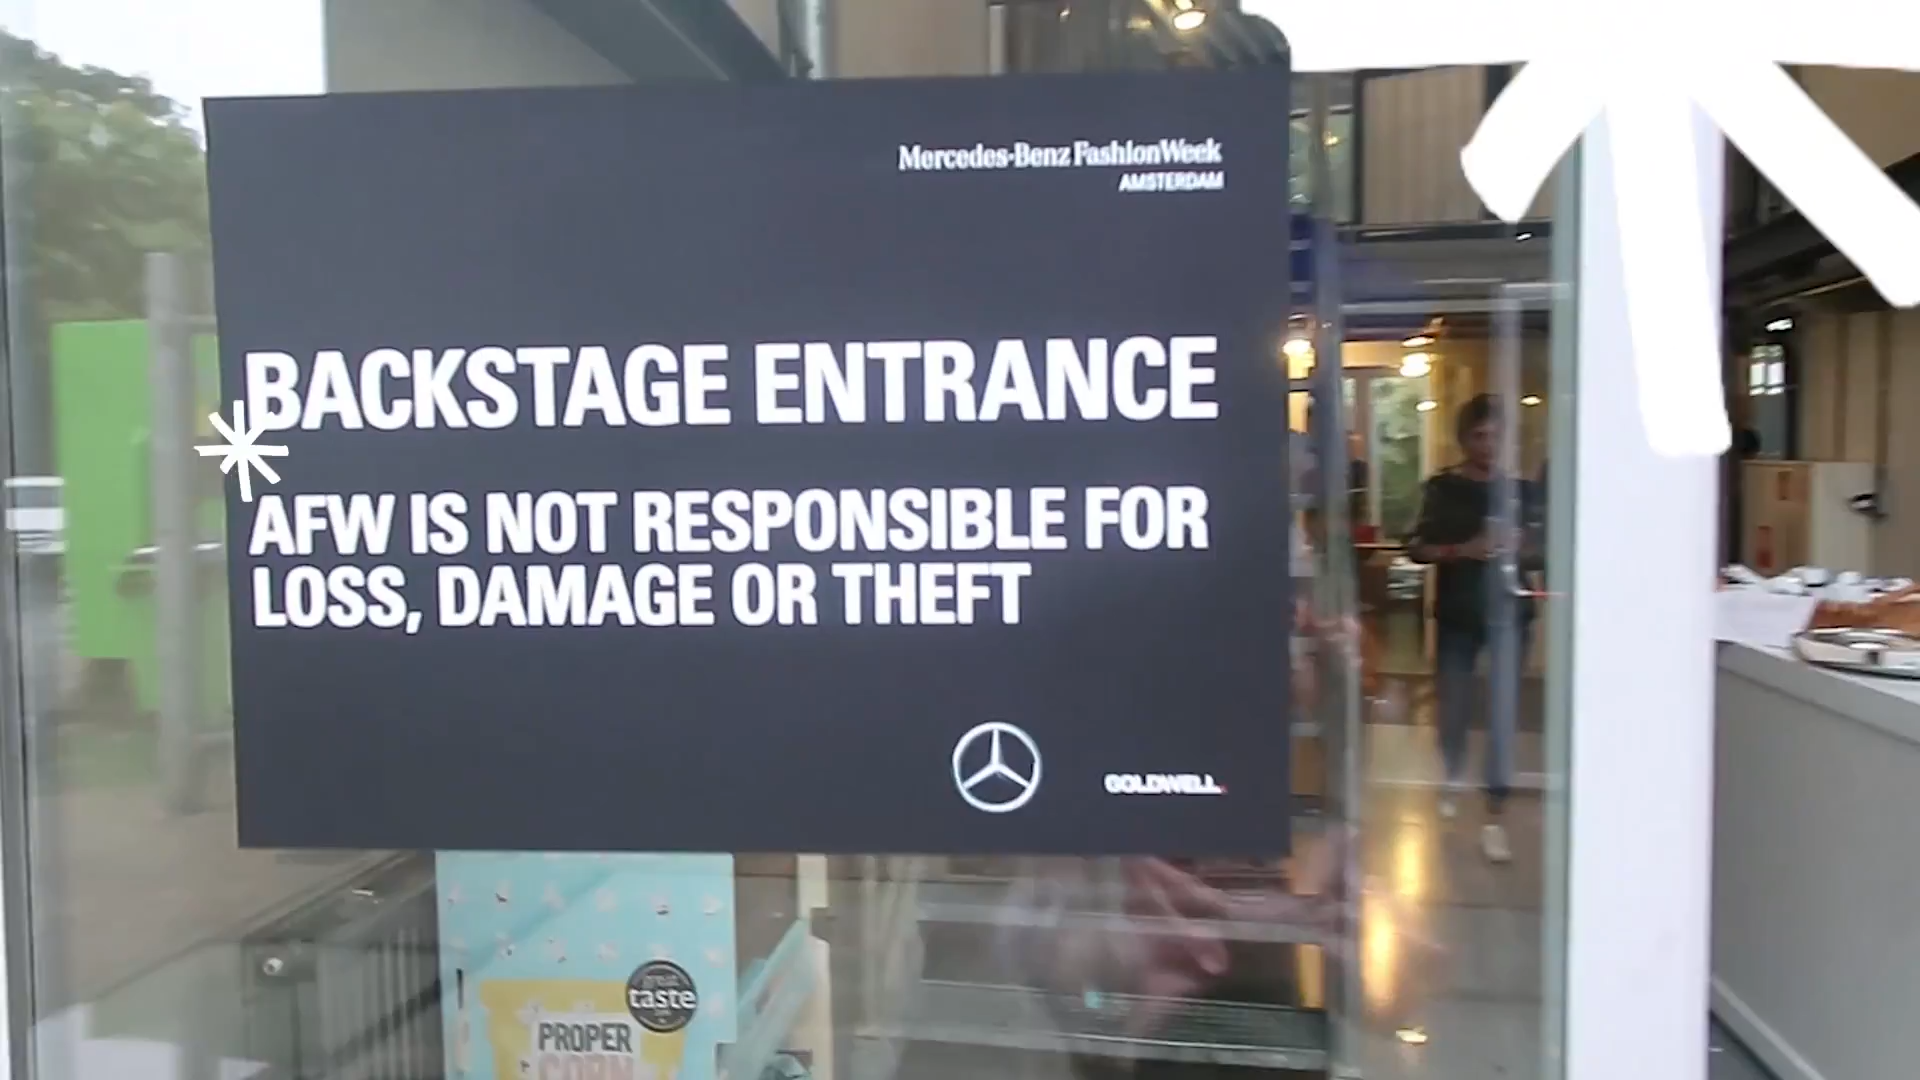 Mercedes-Benz FashionWeek
AMSTERDAM
BACKSTAGE ENTRANCE
AFW IS NOT RESPONSIBLE FOR
LOSS, DAMAGE OR THEFT
GOLDWELL.
great
taste
PROPER
CORN